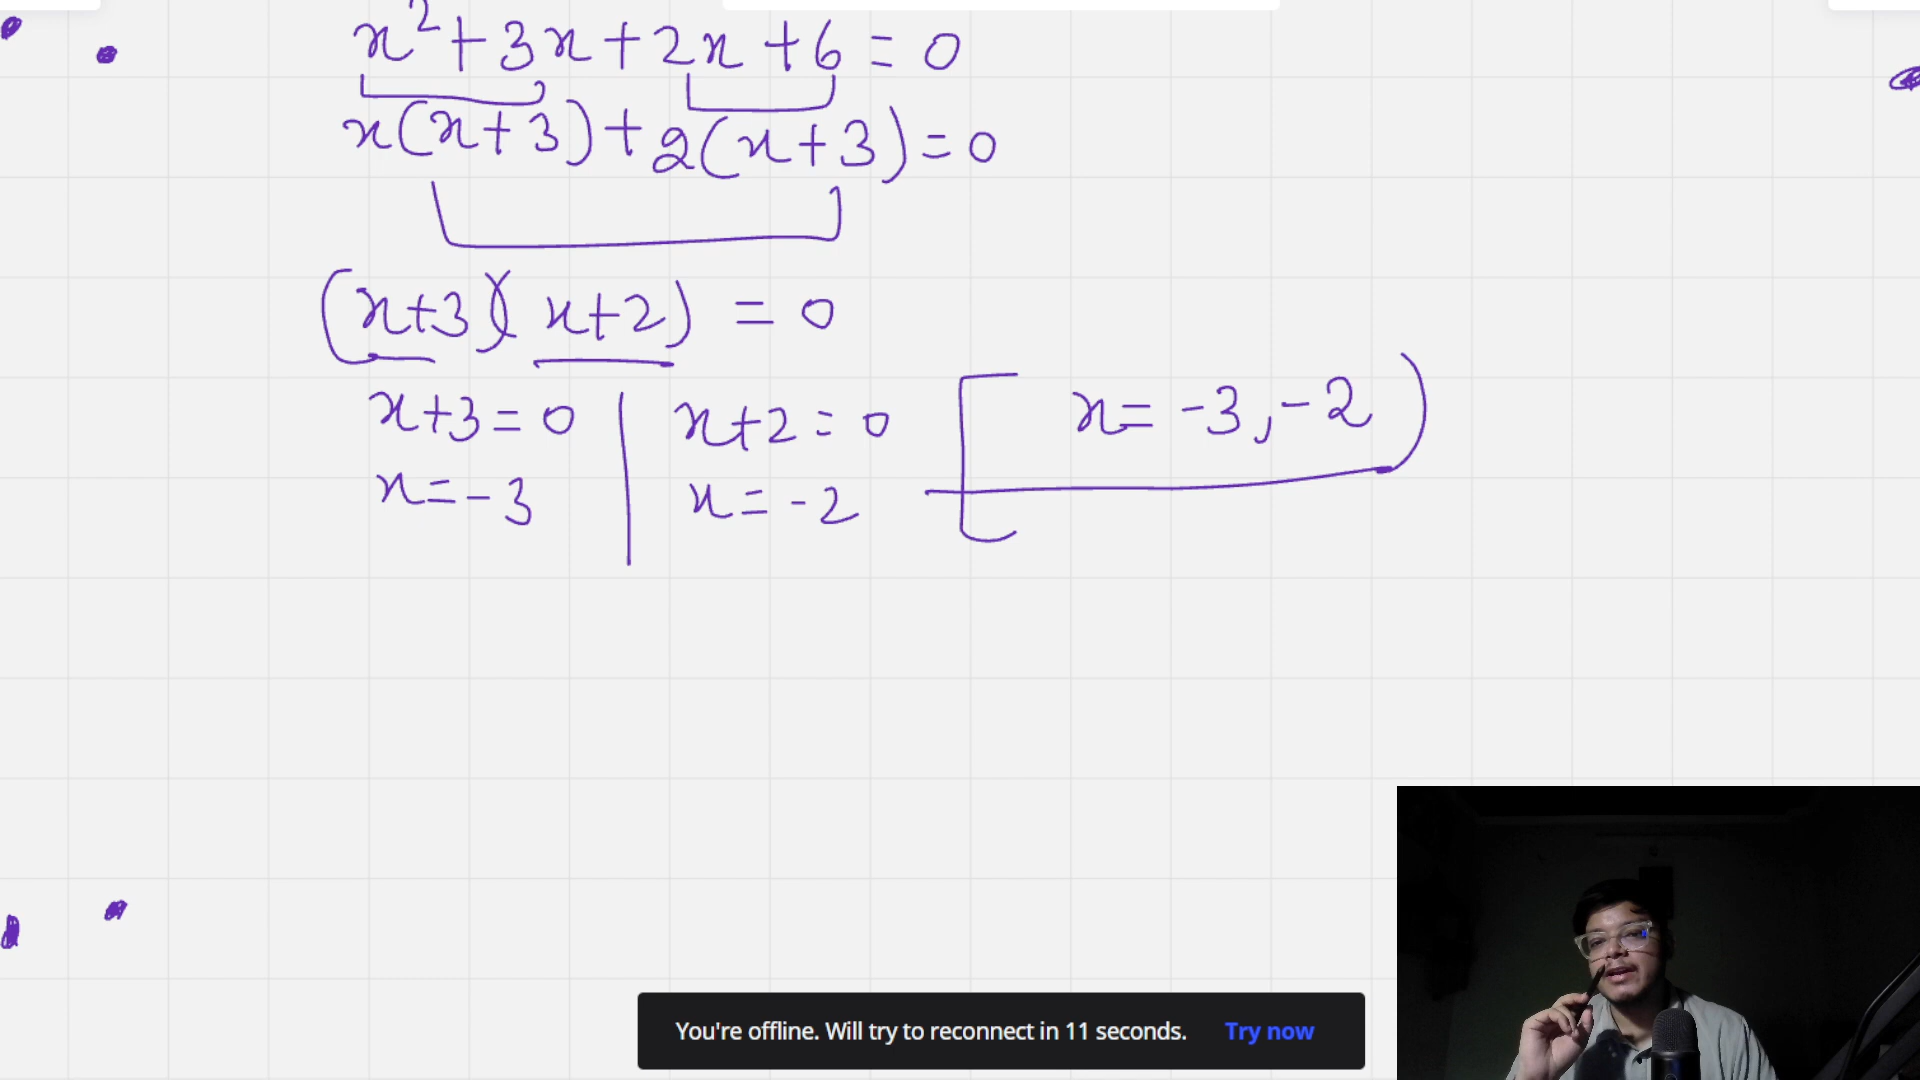 x² + 3x + 2x + 6 = 0
x(x+3) + 2(x+3) = 0
(x+3)(x+2) = 0
x+3 = 0 | x+2 = 0
x = -3 | x = -2
x = -3, -2
You're offline. Will try to reconnect in 11 seconds. Try now